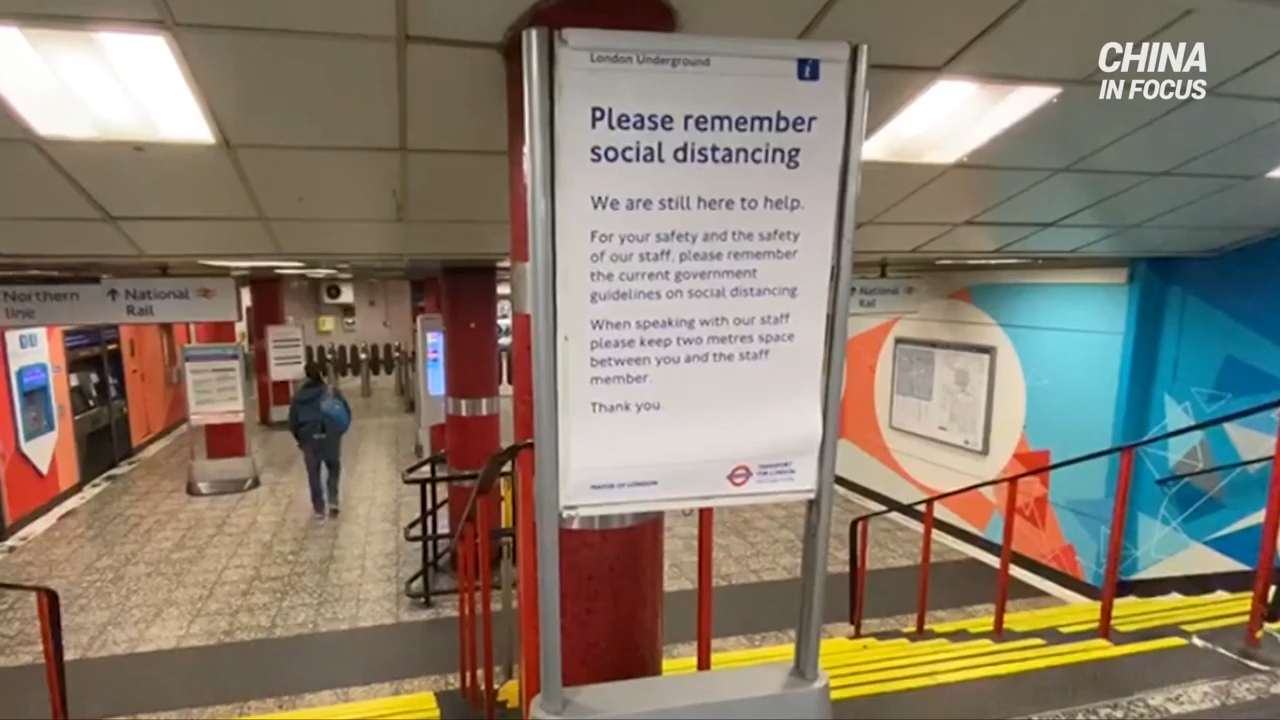 CHINA
IN FOCUS
London Underground
i
Please remember
social distancing
We are still here to help.
For your safety and the safety
of our staff, please remember
the current government
guidelines on social distancing.
When speaking with our staff
please keep two metres space
between you and the staff
member.
Thank you.
MAYOR OF LONDON
TRANSPORT
FOR LONDON
Northern
line
National
Rail
National
Rail